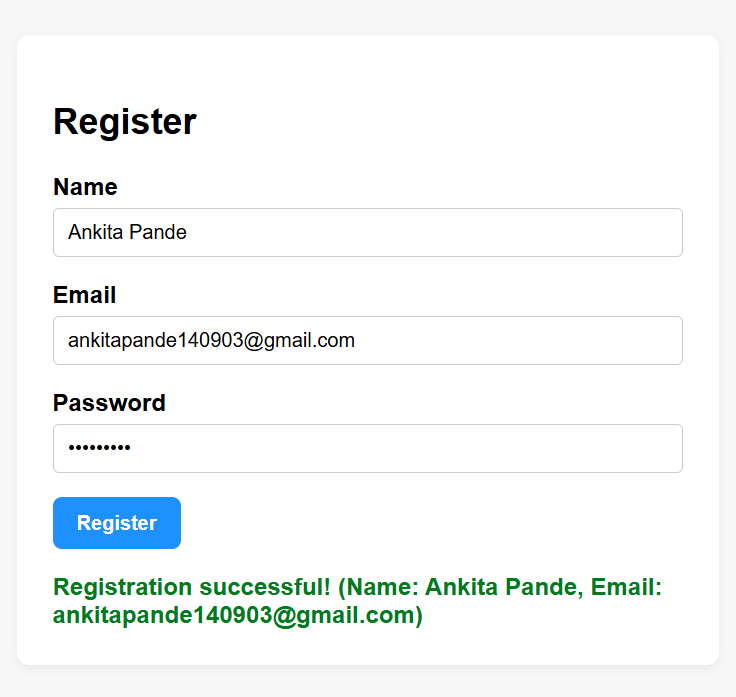 Register
Name
Ankita Pande
Email
ankitapande140903@gmail.com
Password
•••••••••
Register
Registration successful! (Name: Ankita Pande, Email:
ankitapande140903@gmail.com)